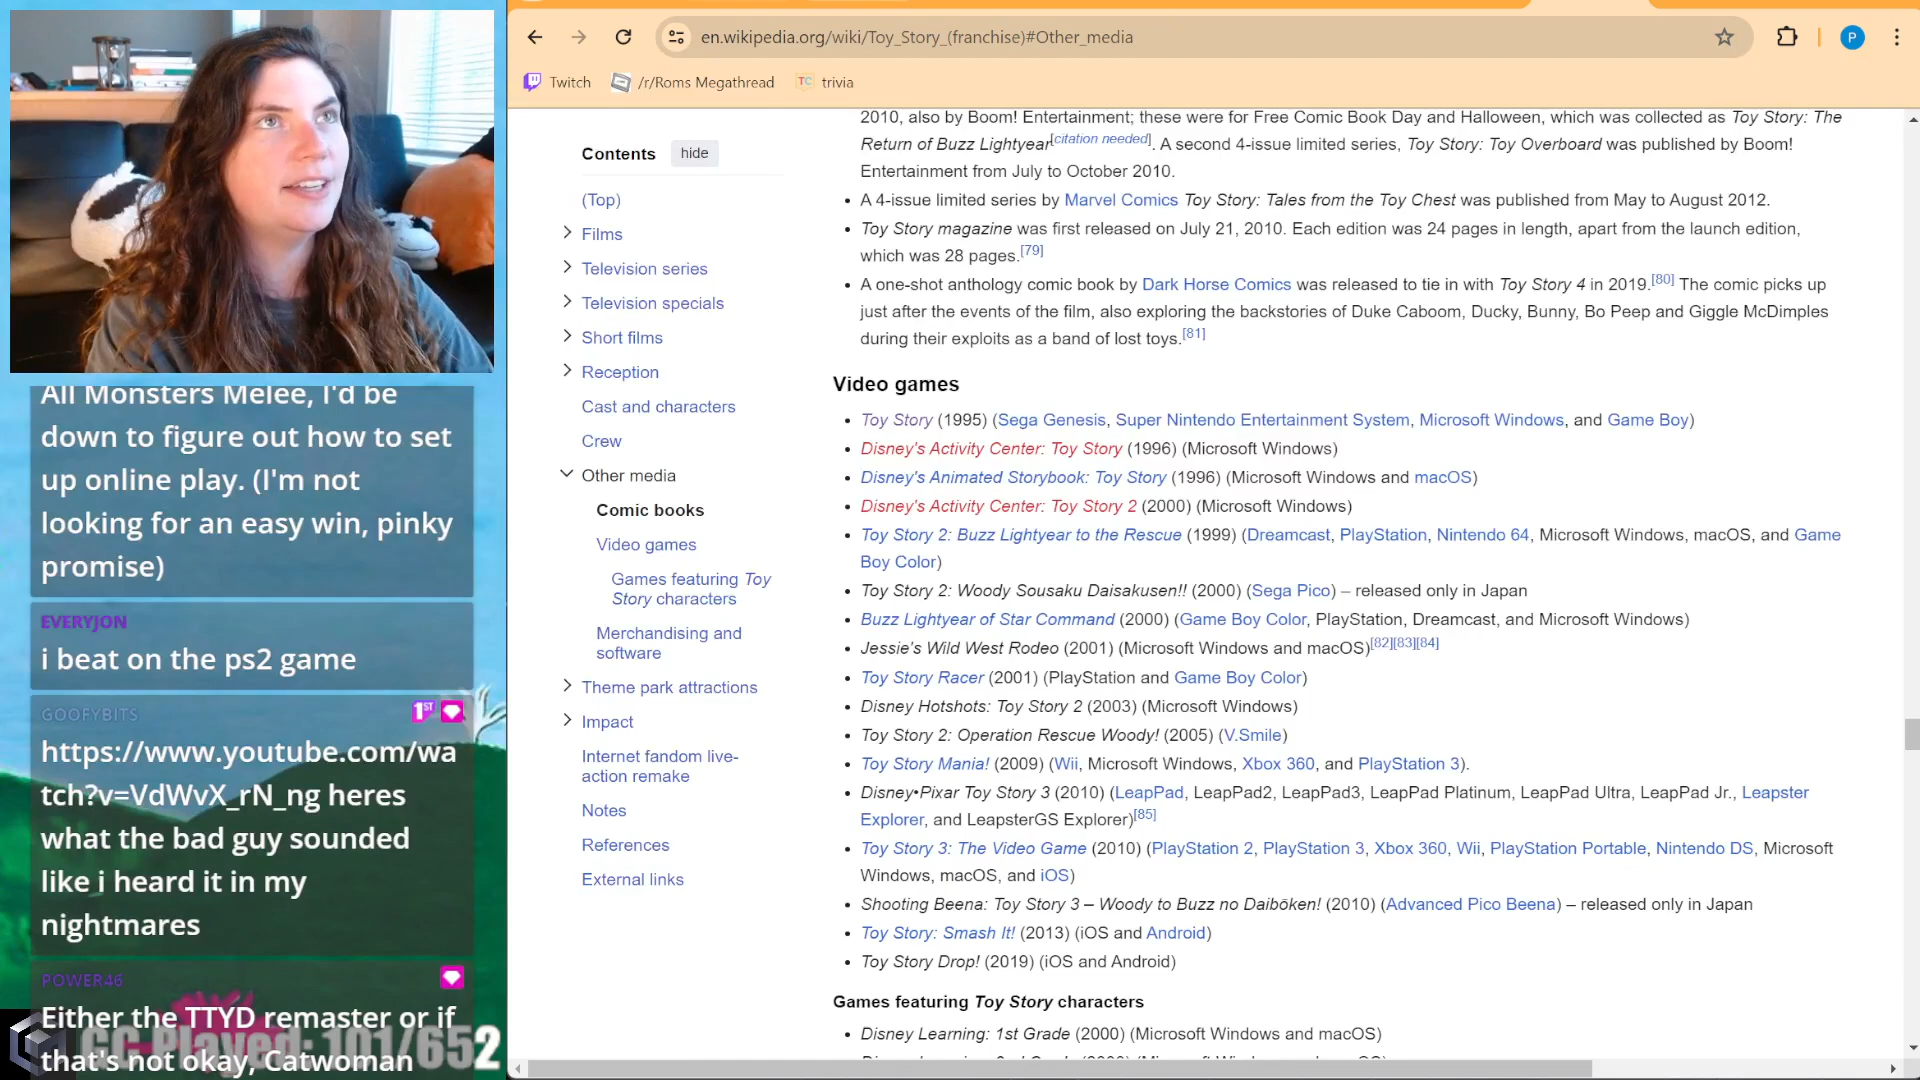 en.wikipedia.org/wiki/Toy_Story_(franchise)#Other_media
P
Twitch
/r/Roms Megathread
TC
trivia
All Monsters Melee, I'd be
down to figure out how to set
up online play. (I'm not
looking for an easy win, pinky
promise)
EVERYJON
i beat on the ps2 game
GOOFYBITS
1ST
https://www.youtube.com/wa
tch?v=VdWvX_rN_ng heres
what the bad guy sounded
like i heard it in my
nightmares
POWER46
Either the TTYD remaster or if
that's not okay, Catwoman
CC Played: 101/652
Contents
hide
(Top)
Films
Television series
Television specials
Short films
Reception
Cast and characters
Crew
Other media
Comic books
Video games
Games featuring Toy
Story characters
Merchandising and
software
Theme park attractions
Impact
Internet fandom live-
action remake
Notes
References
External links
2010, also by Boom! Entertainment; these were for Free Comic Book Day and Halloween, which was collected as Toy Story: The
Return of Buzz Lightyear[citation needed]. A second 4-issue limited series, Toy Story: Toy Overboard was published by Boom!
Entertainment from July to October 2010.
• A 4-issue limited series by Marvel Comics Toy Story: Tales from the Toy Chest was published from May to August 2012.
• Toy Story magazine was first released on July 21, 2010. Each edition was 24 pages in length, apart from the launch edition,
which was 28 pages.[79]
• A one-shot anthology comic book by Dark Horse Comics was released to tie in with Toy Story 4 in 2019.[80] The comic picks up
just after the events of the film, also exploring the backstories of Duke Caboom, Ducky, Bunny, Bo Peep and Giggle McDimples
during their exploits as a band of lost toys.[81]
Video games
• Toy Story (1995) (Sega Genesis, Super Nintendo Entertainment System, Microsoft Windows, and Game Boy)
• Disney's Activity Center: Toy Story (1996) (Microsoft Windows)
• Disney's Animated Storybook: Toy Story (1996) (Microsoft Windows and macOS)
• Disney's Activity Center: Toy Story 2 (2000) (Microsoft Windows)
• Toy Story 2: Buzz Lightyear to the Rescue (1999) (Dreamcast, PlayStation, Nintendo 64, Microsoft Windows, macOS, and Game
Boy Color)
• Toy Story 2: Woody Sousaku Daisakusen!! (2000) (Sega Pico) – released only in Japan
• Buzz Lightyear of Star Command (2000) (Game Boy Color, PlayStation, Dreamcast, and Microsoft Windows)
• Jessie's Wild West Rodeo (2001) (Microsoft Windows and macOS)[82][83][84]
• Toy Story Racer (2001) (PlayStation and Game Boy Color)
• Disney Hotshots: Toy Story 2 (2003) (Microsoft Windows)
• Toy Story 2: Operation Rescue Woody! (2005) (V.Smile)
• Toy Story Mania! (2009) (Wii, Microsoft Windows, Xbox 360, and PlayStation 3).
• Disney•Pixar Toy Story 3 (2010) (LeapPad, LeapPad2, LeapPad3, LeapPad Platinum, LeapPad Ultra, LeapPad Jr., Leapster
Explorer, and LeapsterGS Explorer)[85]
• Toy Story 3: The Video Game (2010) (PlayStation 2, PlayStation 3, Xbox 360, Wii, PlayStation Portable, Nintendo DS, Microsoft
Windows, macOS, and iOS)
• Shooting Beena: Toy Story 3 – Woody to Buzz no Daibōken! (2010) (Advanced Pico Beena) – released only in Japan
• Toy Story: Smash It! (2013) (iOS and Android)
• Toy Story Drop! (2019) (iOS and Android)
Games featuring Toy Story characters
• Disney Learning: 1st Grade (2000) (Microsoft Windows and macOS)